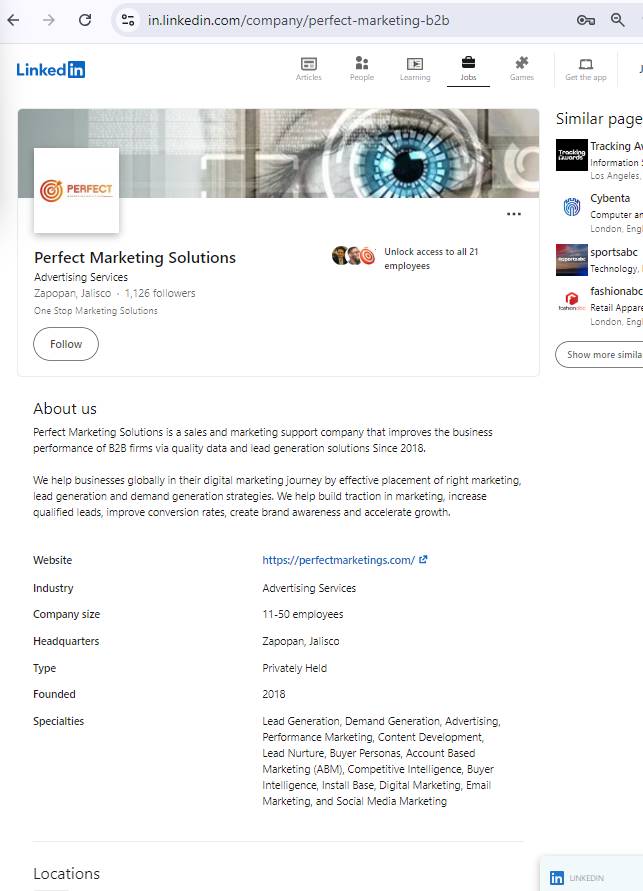 in.linkedin.com/company/perfect-marketing-b2b
Linked in
Articles
People
Learning
Jobs
Games
Get the app
PERFECT
Perfect Marketing Solutions
Advertising Services
Zapopan, Jalisco · 1,126 followers
One Stop Marketing Solutions
Unlock access to all 21
employees
Follow
About us
Perfect Marketing Solutions is a sales and marketing support company that improves the business
performance of B2B firms via quality data and lead generation solutions Since 2018.
We help businesses globally in their digital marketing journey by effective placement of right marketing,
lead generation and demand generation strategies. We help build traction in marketing, increase
qualified leads, improve conversion rates, create brand awareness and accelerate growth.
Website https://perfectmarketings.com/
Industry Advertising Services
Company size 11-50 employees
Headquarters Zapopan, Jalisco
Type Privately Held
Founded 2018
Specialties Lead Generation, Demand Generation, Advertising,
Performance Marketing, Content Development,
Lead Nurture, Buyer Personas, Account Based
Marketing (ABM), Competitive Intelligence, Buyer
Intelligence, Install Base, Digital Marketing, Email
Marketing, and Social Media Marketing
Locations
Similar page
Tracking
Awards
Tracking Aw
Information S
Los Angeles,
Cybenta
Computer an
London, Eng
sportsabc
sportsabc
Technology,
fashionabc
fashionabc
Retail Appare
London, Eng
Show more simila
in LINKEDIN